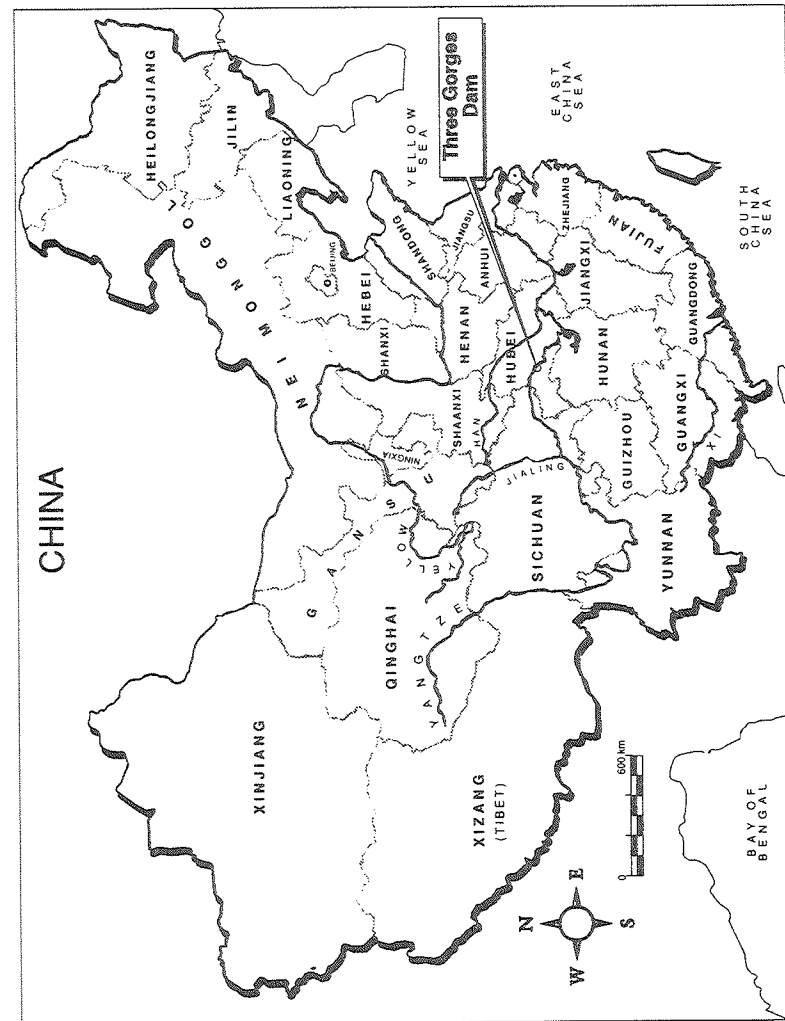 CHINA
HEILONGJIANG
JILIN
LIAONING
NEI MONGGOL
BEIJING
HEBEI
SHANXI
SHANDONG
YELLOW
SEA
Three Gorges
Dam
XINJIANG
GANSU
NINGXIA
SHAANXI
HENAN
JIANGSU
ANHUI
QINGHAI
YELLOW
YANGTZE
HAN
HUBEI
JIALING
SICHUAN
EAST
CHINA
SEA
ZHEJIANG
XIZANG
(TIBET)
HUNAN
JIANGXI
FUJIAN
GUIZHOU
YUNNAN
GUANGXI
XI
GUANGDONG
SOUTH
CHINA
SEA
N
W
E
S
0
600 km
BAY OF
BENGAL